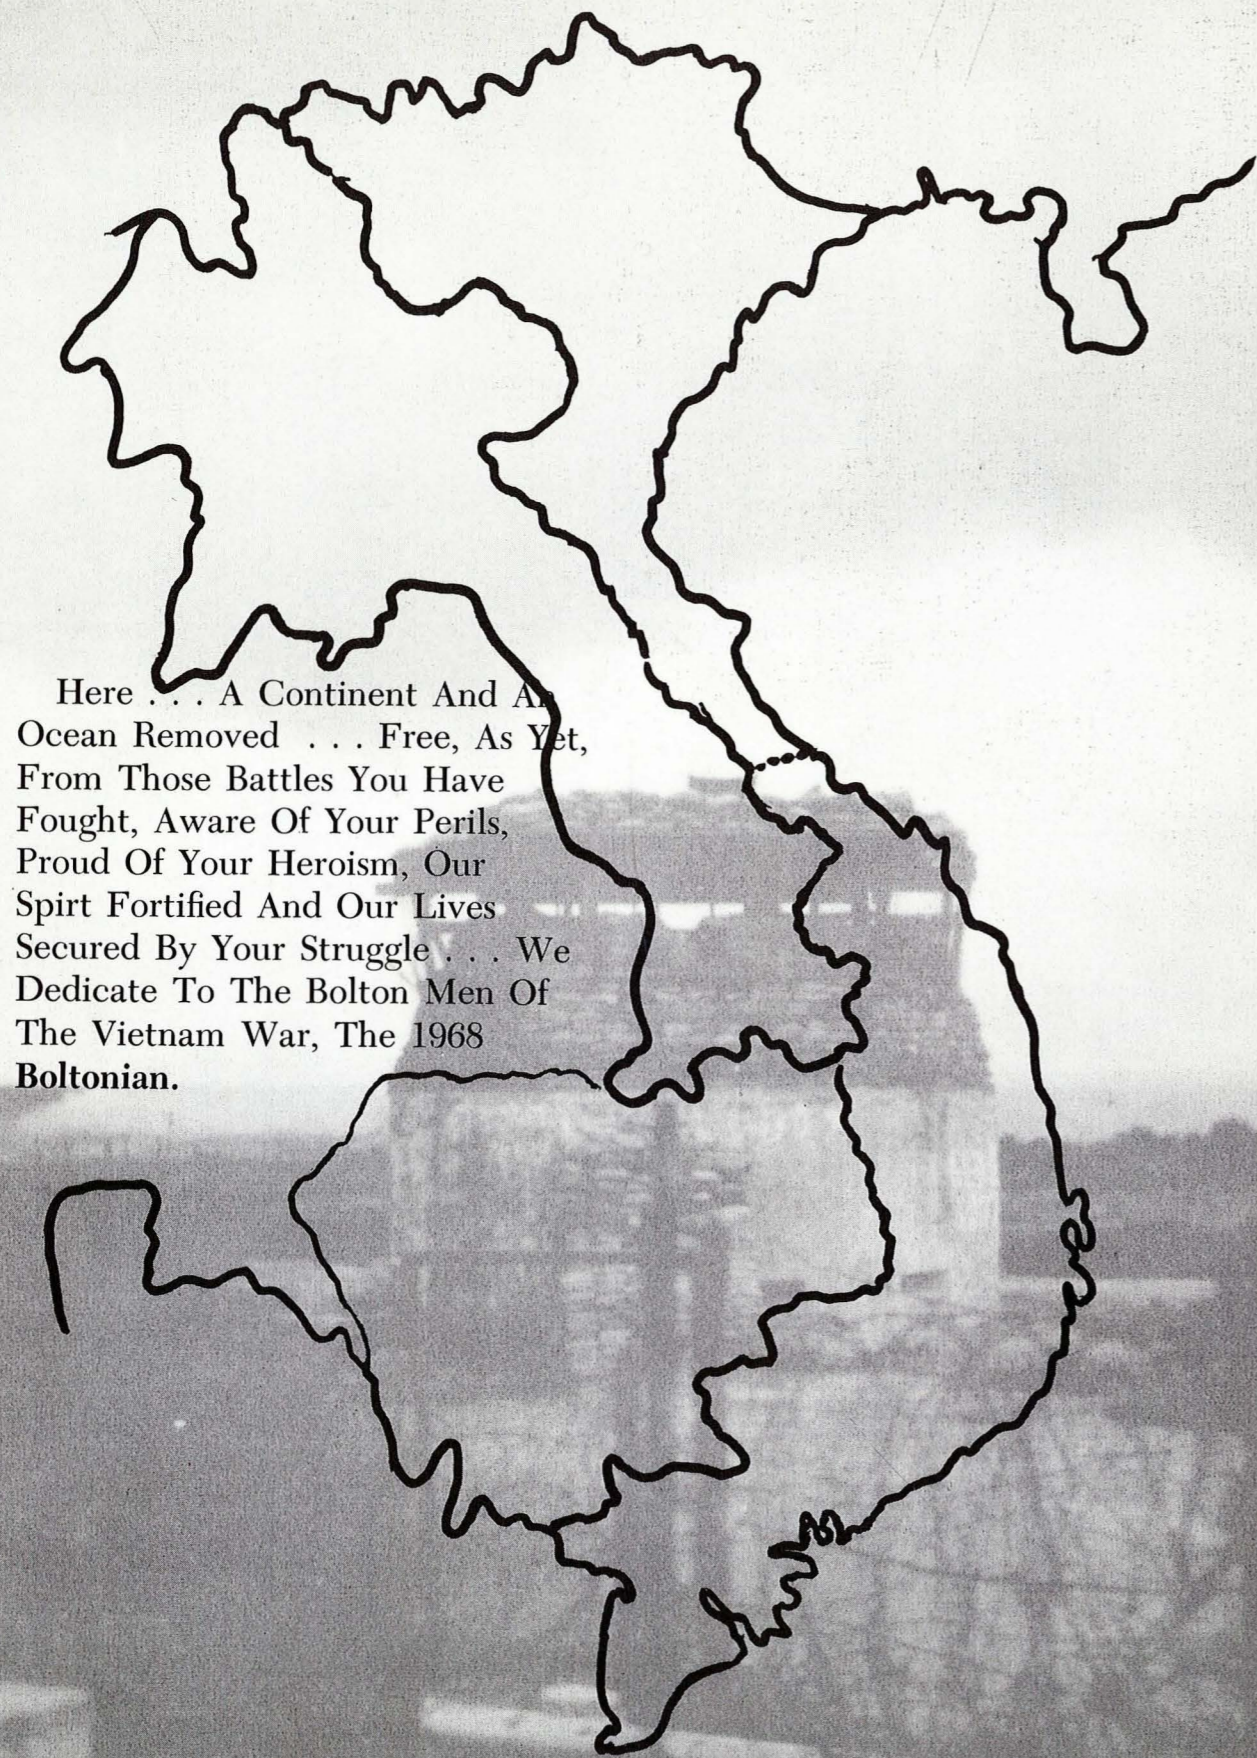 Here . . . A Continent And An
Ocean Removed . . . Free, As Yet,
From Those Battles You Have
Fought, Aware Of Your Perils,
Proud Of Your Heroism, Our
Spirt Fortified And Our Lives
Secured By Your Struggle . . . We
Dedicate To The Bolton Men Of
The Vietnam War, The 1968
Boltonian.